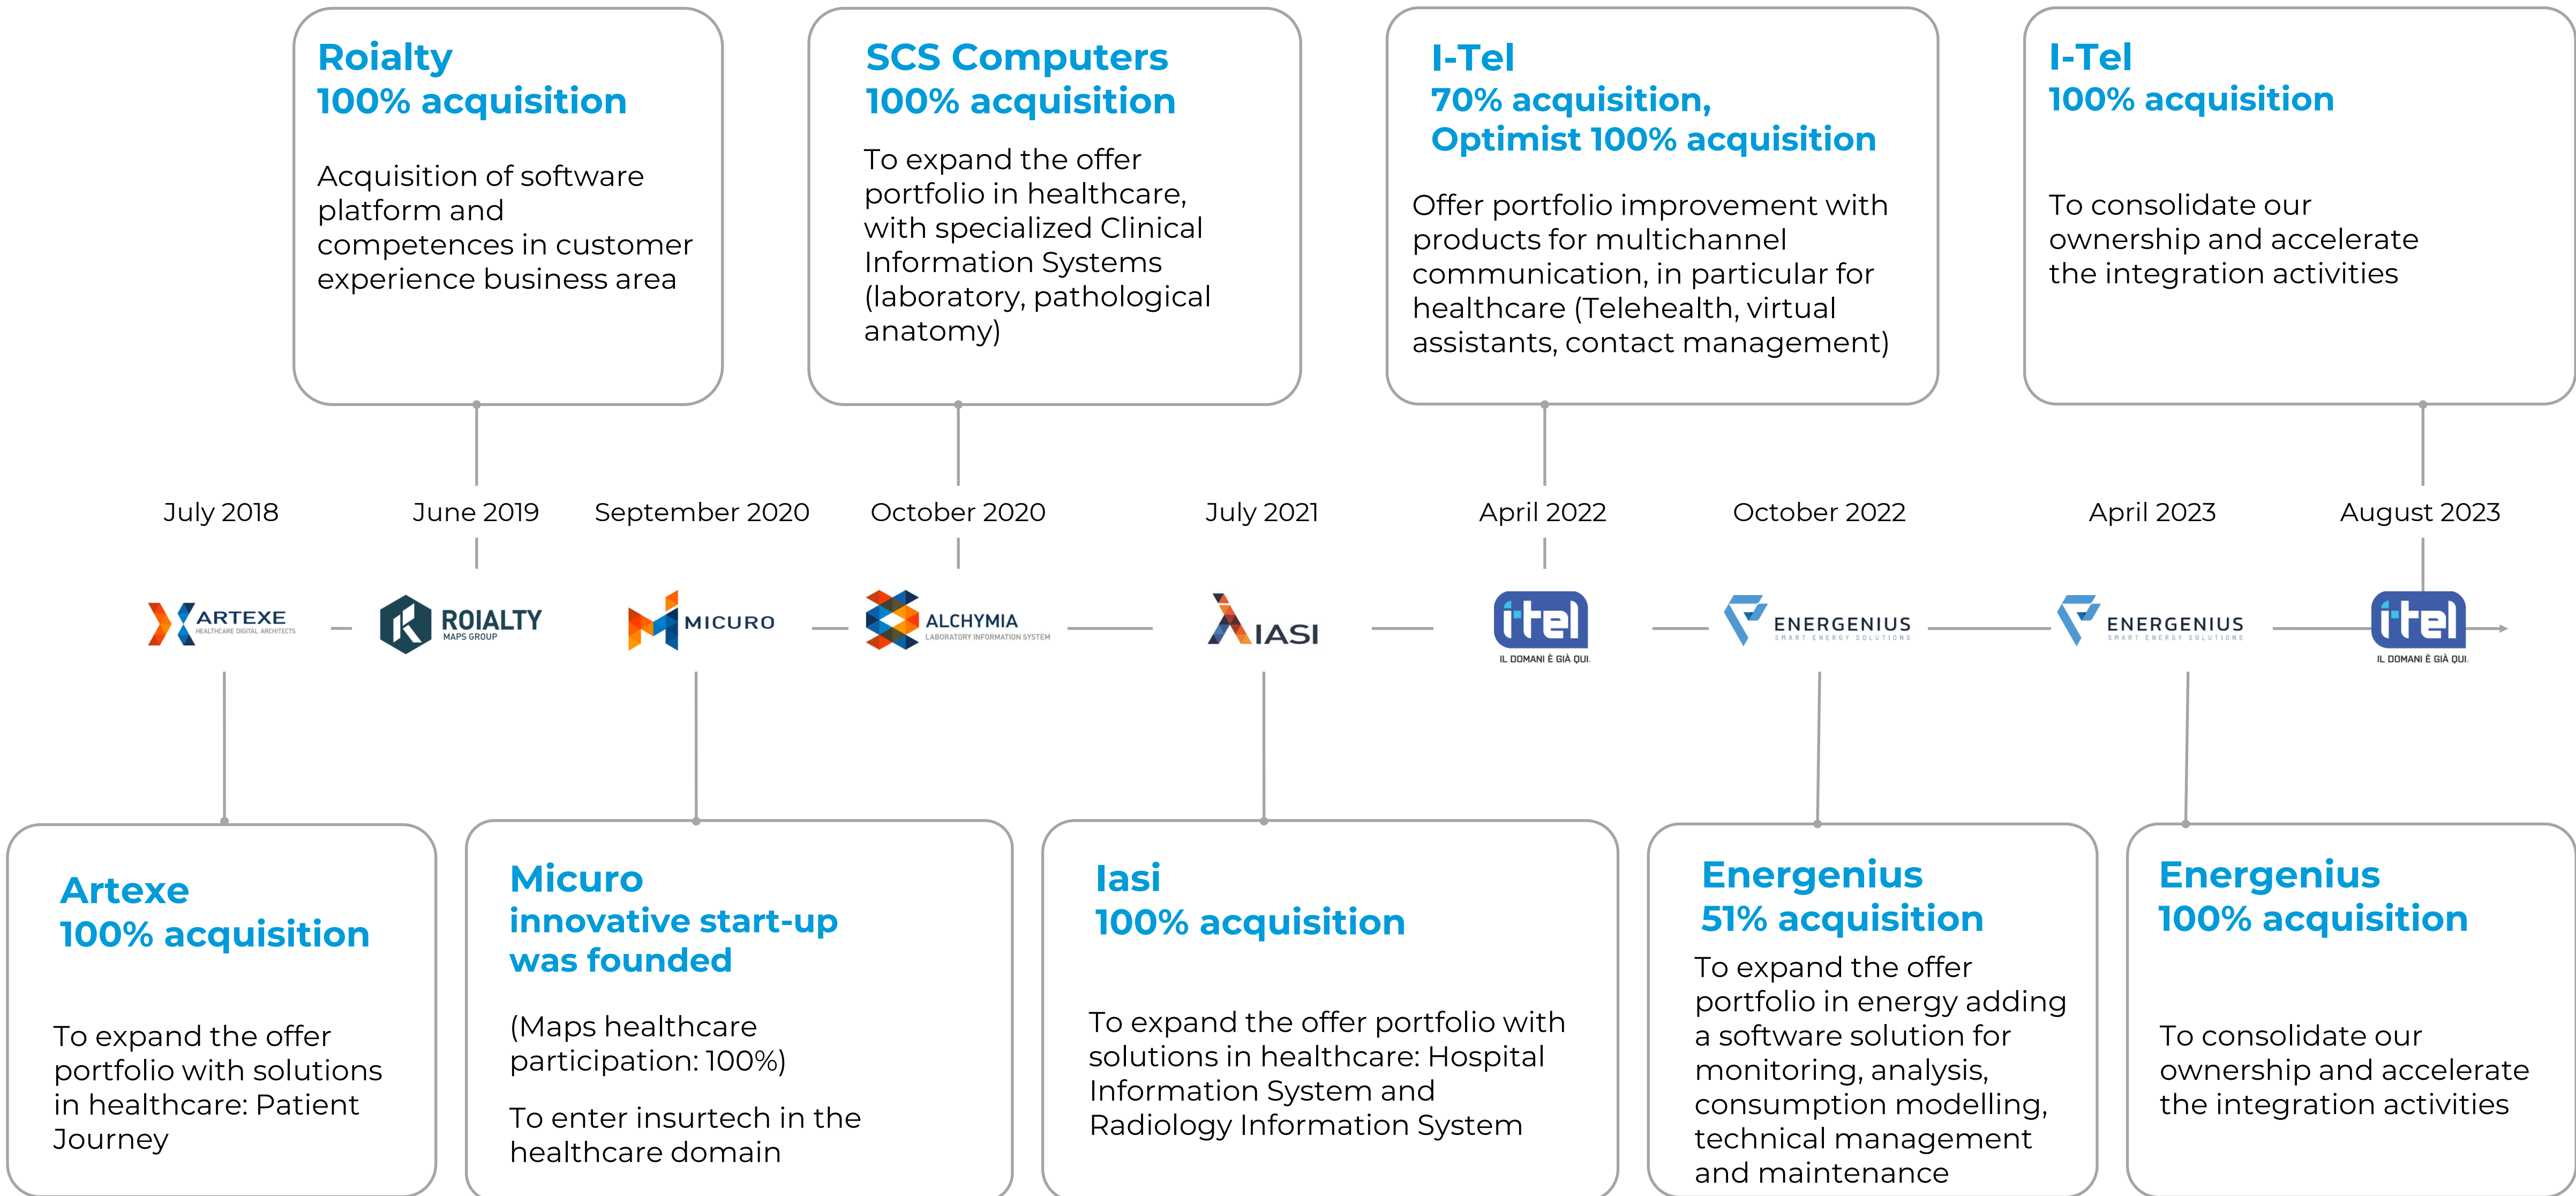 Roialty
100% acquisition
Acquisition of software
platform and
competences in customer
experience business area
SCS Computers
100% acquisition
To expand the offer
portfolio in healthcare,
with specialized Clinical
Information Systems
(laboratory, pathological
anatomy)
I-Tel
70% acquisition,
Optimist 100% acquisition
Offer portfolio improvement with
products for multichannel
communication, in particular for
healthcare (Telehealth, virtual
assistants, contact management)
I-Tel
100% acquisition
To consolidate our
ownership and accelerate
the integration activities
July 2018
June 2019
September 2020
October 2020
July 2021
April 2022
October 2022
April 2023
August 2023
ARTEXE
HEALTHCARE DIGITAL ARCHITECTS
ROIALTY
MAPS GROUP
MICURO
ALCHYMIA
LABORATORY INFORMATION SYSTEM
IASI
i·tel
IL DOMANI È GIÀ QUI.
ENERGENIUS
SMART ENERGY SOLUTIONS
ENERGENIUS
SMART ENERGY SOLUTIONS
i·tel
IL DOMANI È GIÀ QUI.
Artexe
100% acquisition
To expand the offer
portfolio with solutions
in healthcare: Patient
Journey
Micuro
innovative start-up
was founded
(Maps healthcare
participation: 100%)
To enter insurtech in the
healthcare domain
Iasi
100% acquisition
To expand the offer portfolio with
solutions in healthcare: Hospital
Information System and
Radiology Information System
Energenius
51% acquisition
To expand the offer
portfolio in energy adding
a software solution for
monitoring, analysis,
consumption modelling,
technical management
and maintenance
Energenius
100% acquisition
To consolidate our
ownership and accelerate
the integration activities